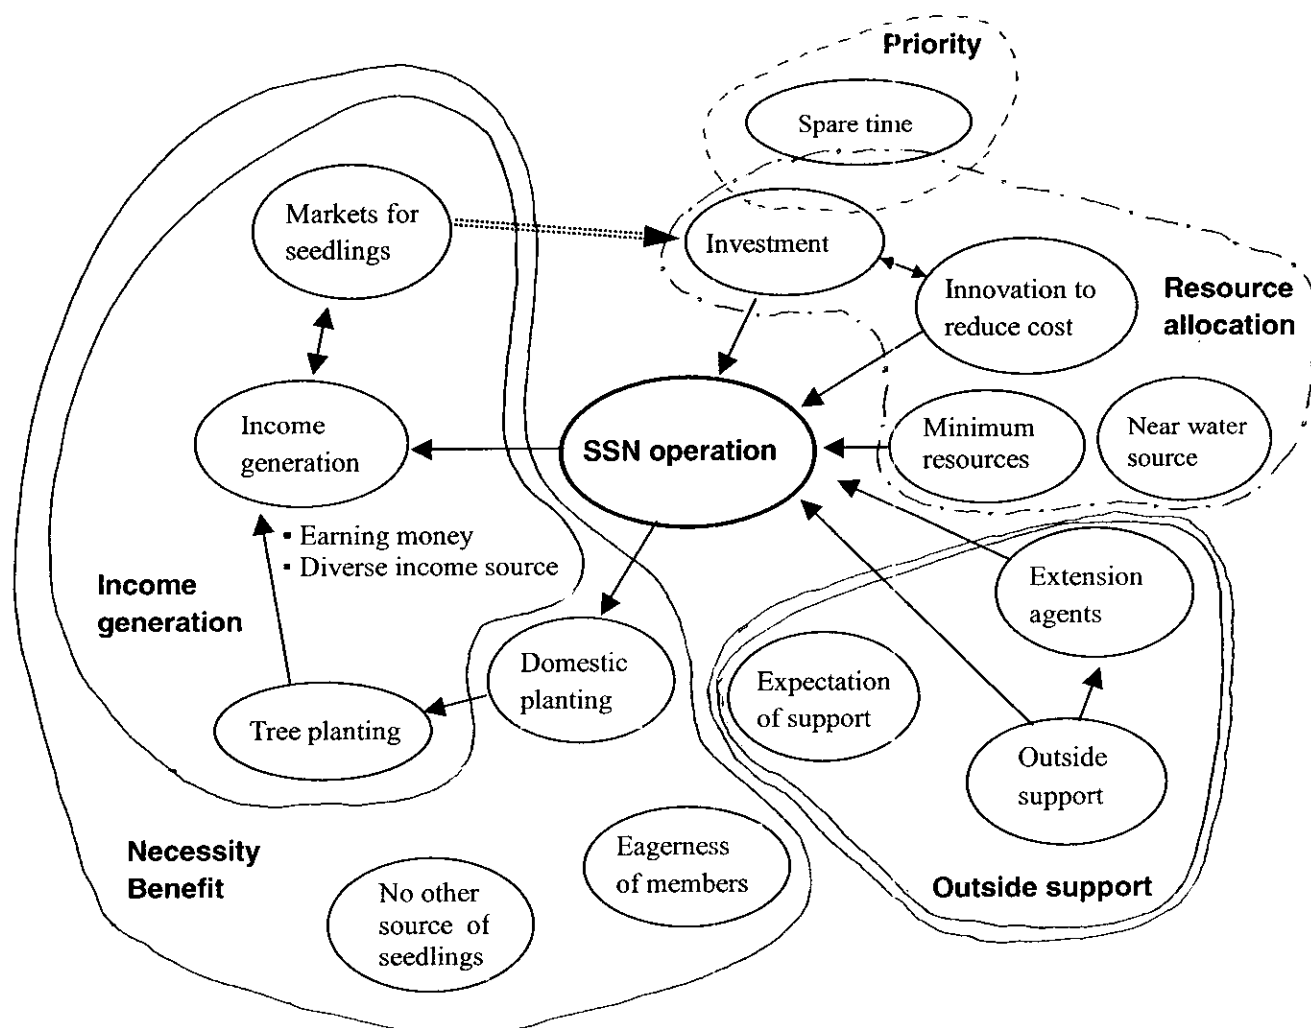 Priority
Spare time
Markets for
seedlings
Investment
Innovation to
reduce cost
Resource
allocation
Income
generation
SSN operation
Minimum
resources
Near water
source
▪ Earning money
▪ Diverse income source
Income
generation
Extension
agents
Domestic
planting
Expectation
of support
Tree planting
Outside
support
Necessity
Benefit
Eagerness
of members
No other
source of
seedlings
Outside support